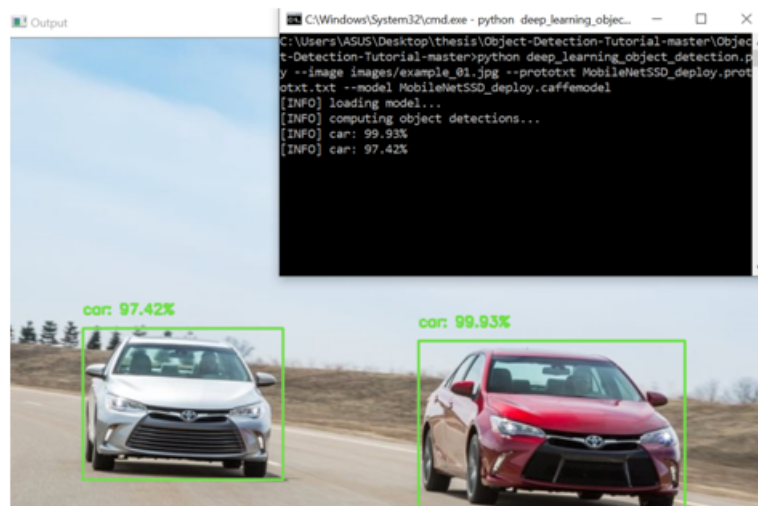 Output
C:\Windows\System32\cmd.exe - python deep_learning_objec...
C:\Users\ASUS\Desktop\thesis\Object-Detection-Tutorial-master\Objec
t-Detection-Tutorial-master>python deep_learning_object_detection.p
y --image images/example_01.jpg --prototxt MobileNetSSD_deploy.prot
otxt.txt --model MobileNetSSD_deploy.caffemodel
[INFO] loading model...
[INFO] computing object detections...
[INFO] car: 99.93%
[INFO] car: 97.42%
car: 97.42%
car: 99.93%